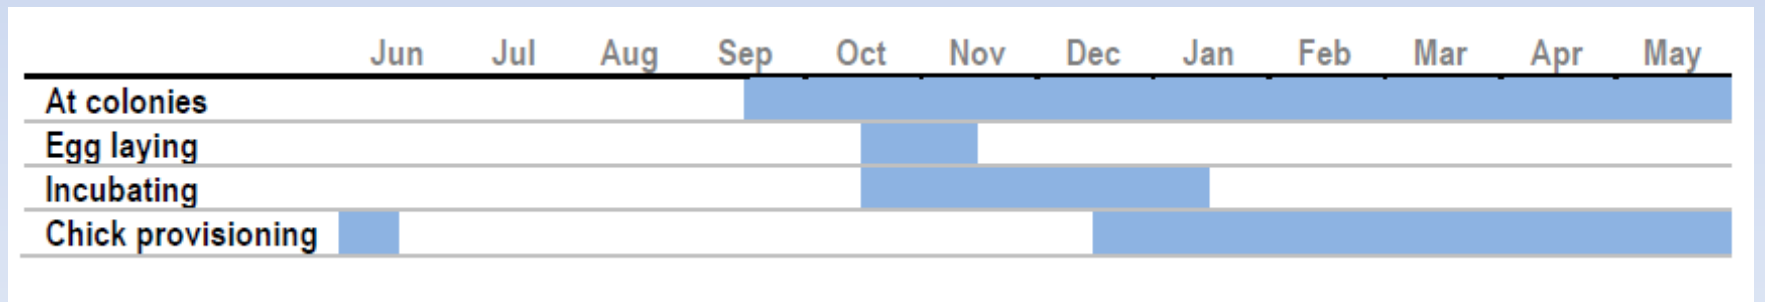 Jun Jul Aug Sep Oct Nov Dec Jan Feb Mar Apr May
At colonies
Egg laying
Incubating
Chick provisioning